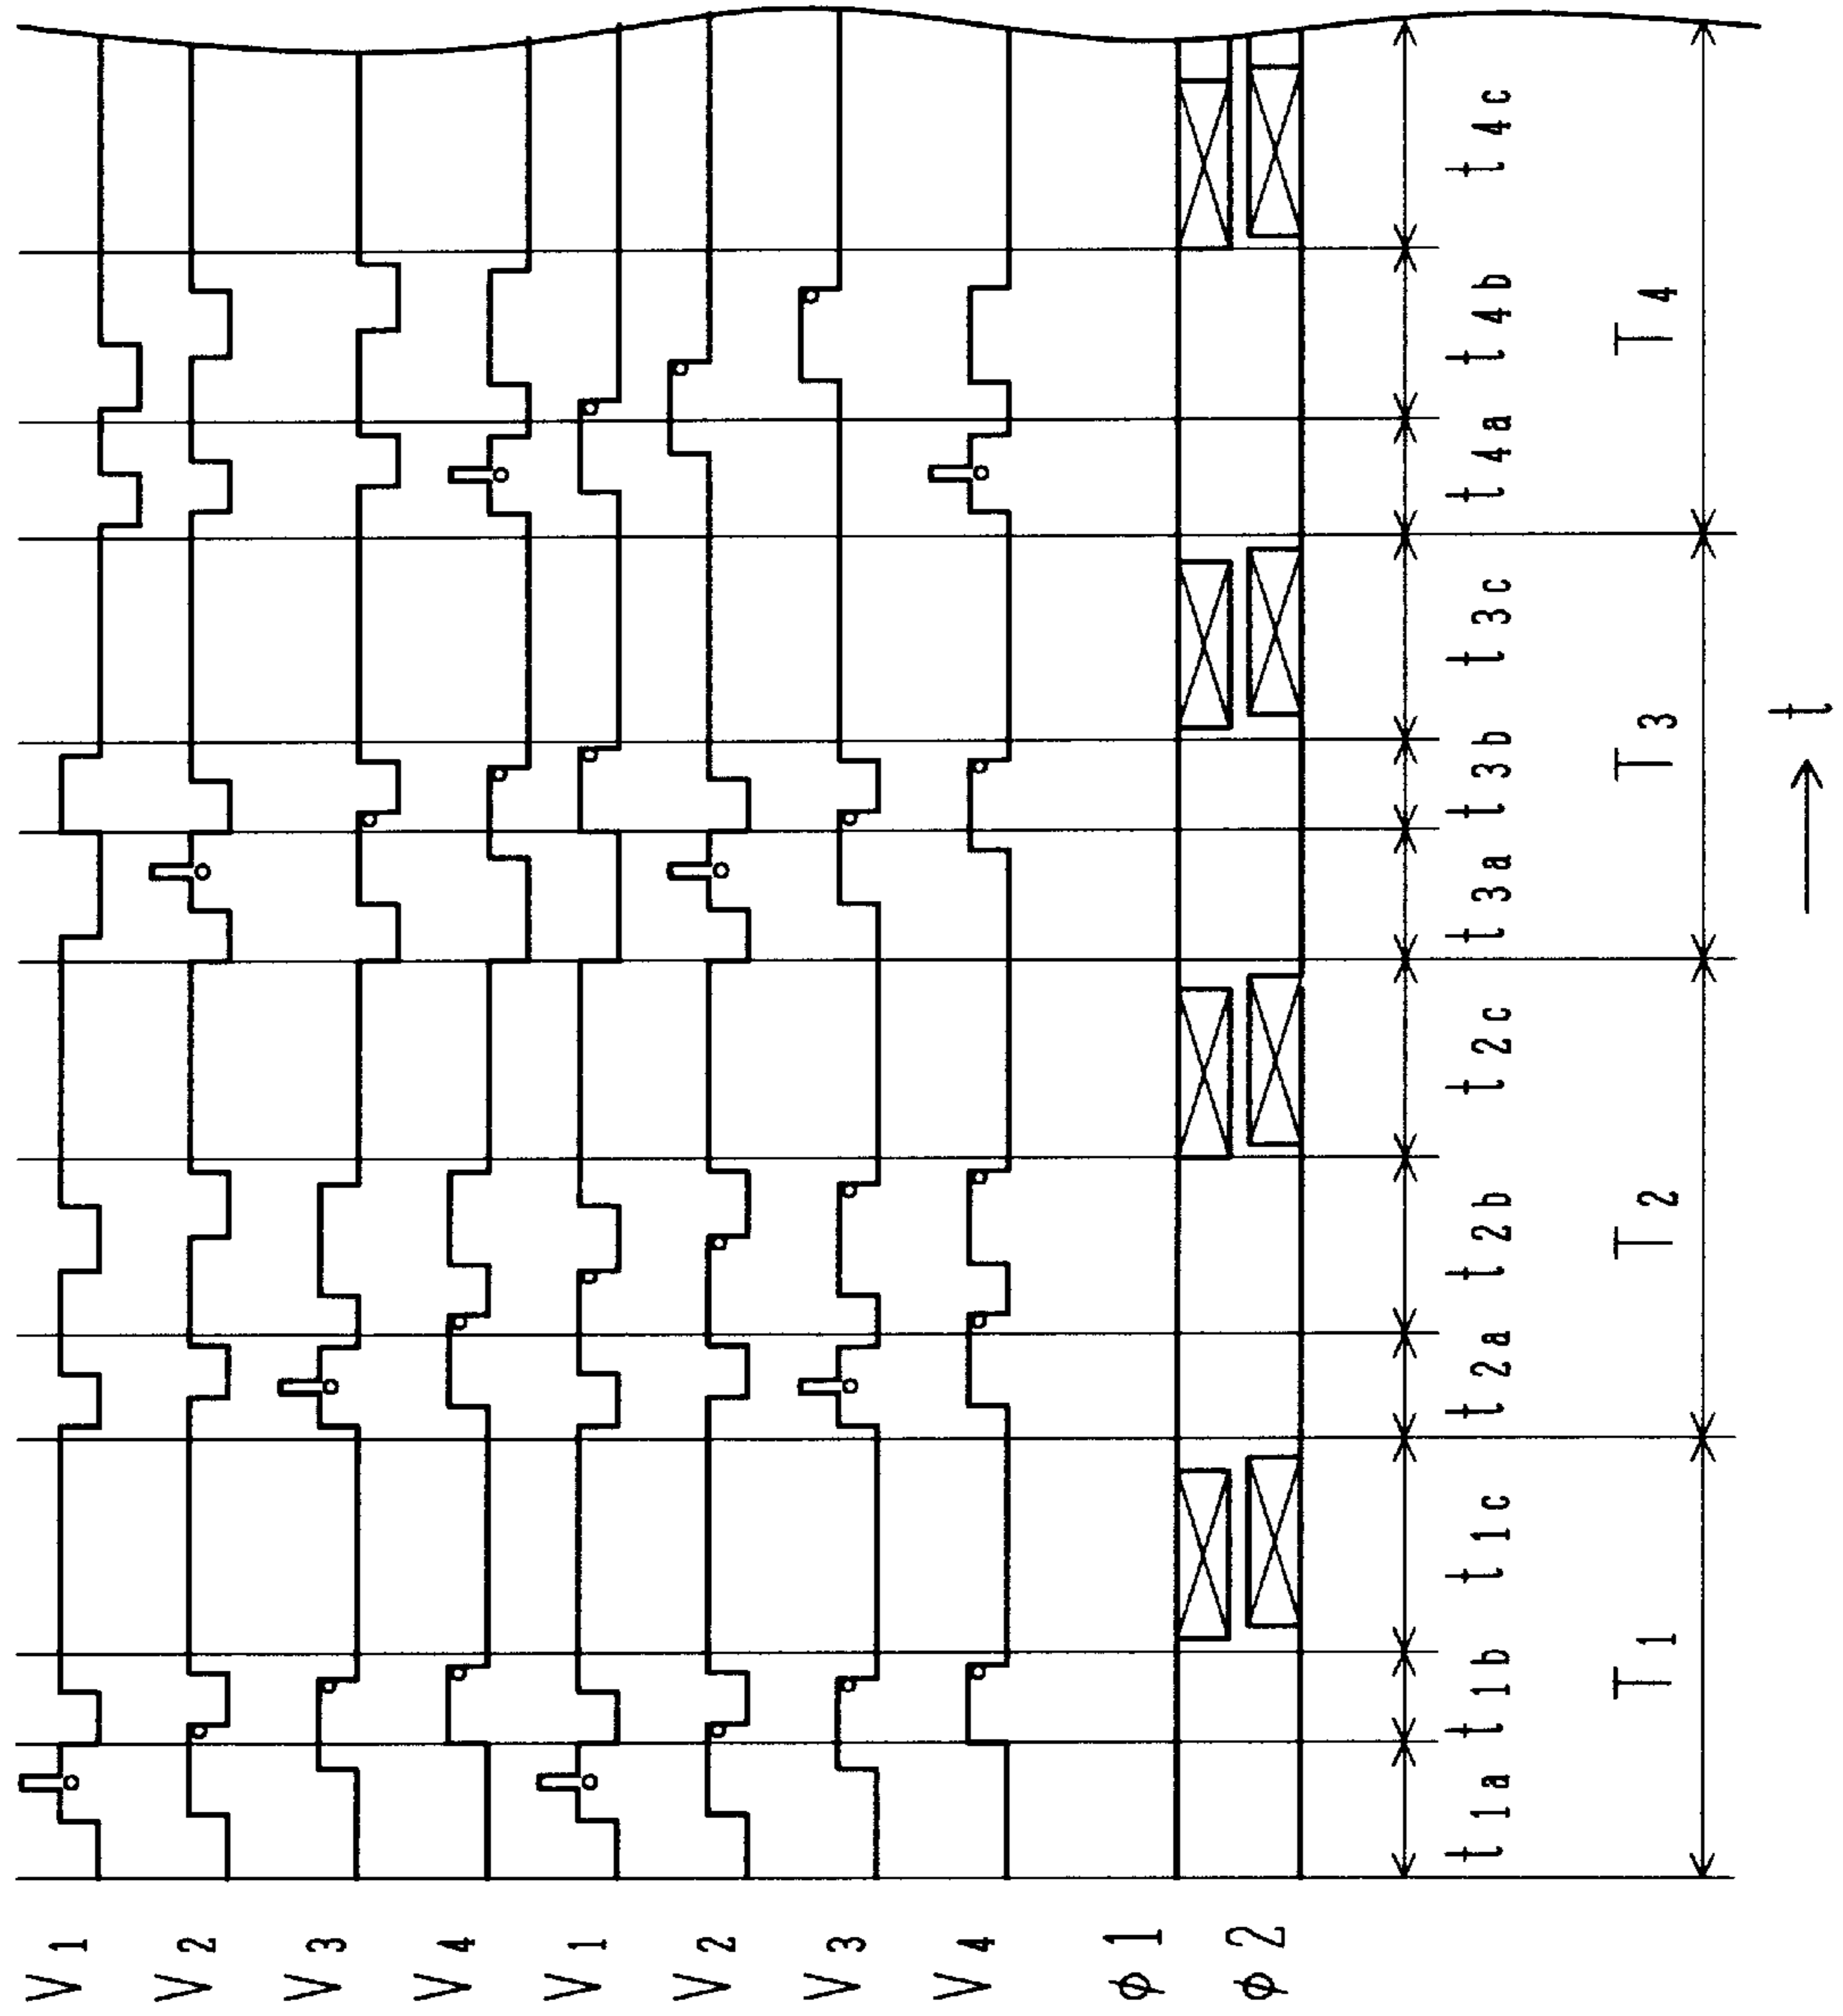 V1
V2
V3
V4
V1
V2
V3
V4
φ1
φ2
t1a t1b t1c t2a t2b t2c t3a t3b t3c t4a t4b t4c
T1 T2 T3 T4
t